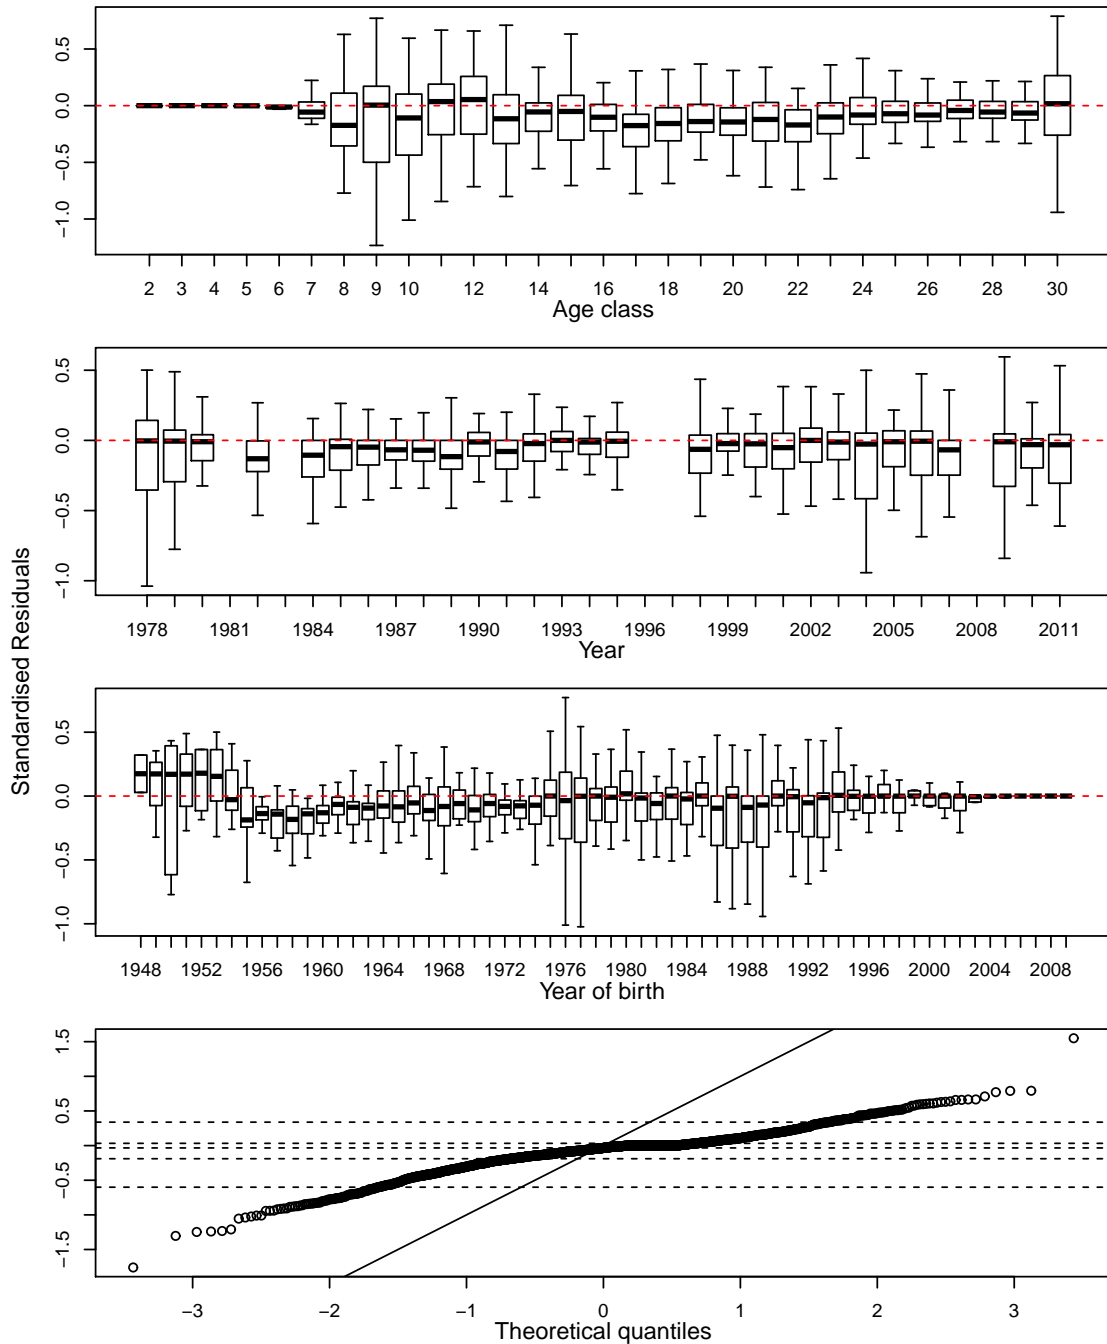 Standardised Residuals
0.5
0.0
−0.5
−1.0
2 3 4 5 6 7 8 9 10 12 14 16 18 20 22 24 26 28 30
Age class
0.5
0.0
−0.5
−1.0
1978 1981 1984 1987 1990 1993 1996 1999 2002 2005 2008 2011
Year
0.5
0.0
−0.5
−1.0
1948 1952 1956 1960 1964 1968 1972 1976 1980 1984 1988 1992 1996 2000 2004 2008
Year of birth
1.5
0.5
−0.5
−1.5
−3 −2 −1 0 1 2 3
Theoretical quantiles